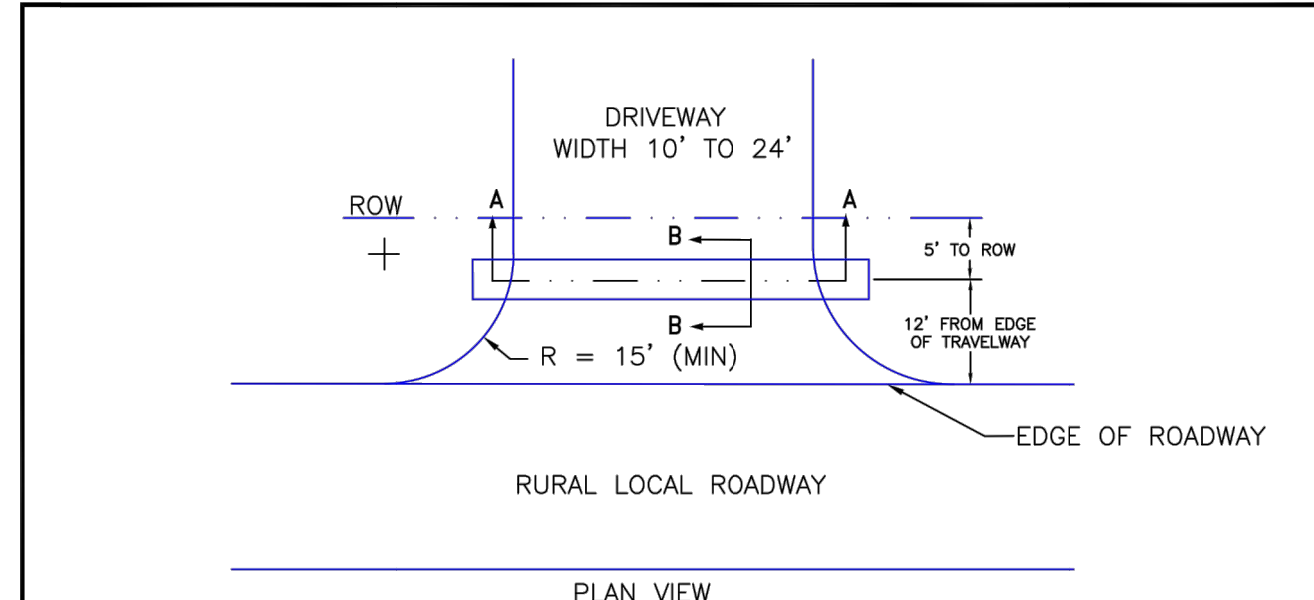 DRIVEWAY
WIDTH 10' TO 24'
ROW
A
A
B
5' TO ROW
B
12' FROM EDGE
OF TRAVELWAY
R = 15' (MIN)
EDGE OF ROADWAY
RURAL LOCAL ROADWAY
PLAN VIEW